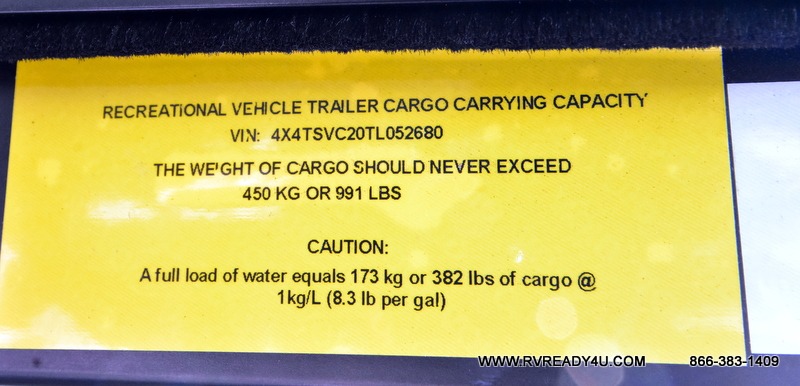 RECREATIONAL VEHICLE TRAILER CARGO CARRYING CAPACITY
VIN: 4X4TSVC20TL052680
THE WEIGHT OF CARGO SHOULD NEVER EXCEED
450 KG OR 991 LBS
CAUTION:
A full load of water equals 173 kg or 382 lbs of cargo @
1kg/L (8.3 lb per gal)
WWW.RVREADY4U.COM 866-383-1409